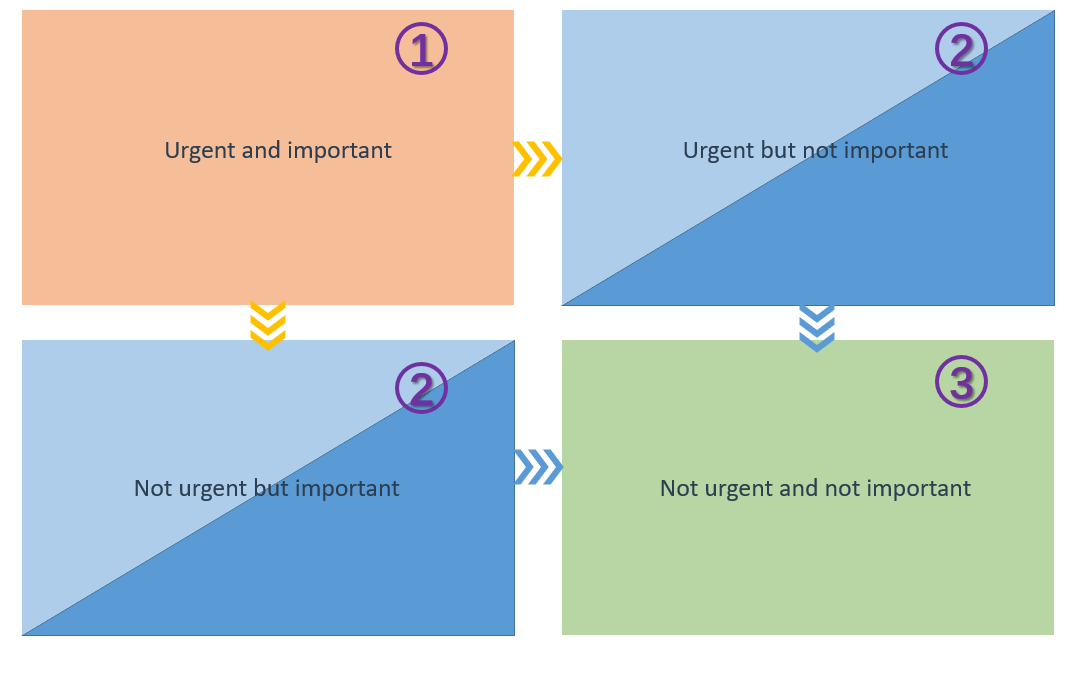 ①
Urgent and important
②
Urgent but not important
②
Not urgent but important
③
Not urgent and not important